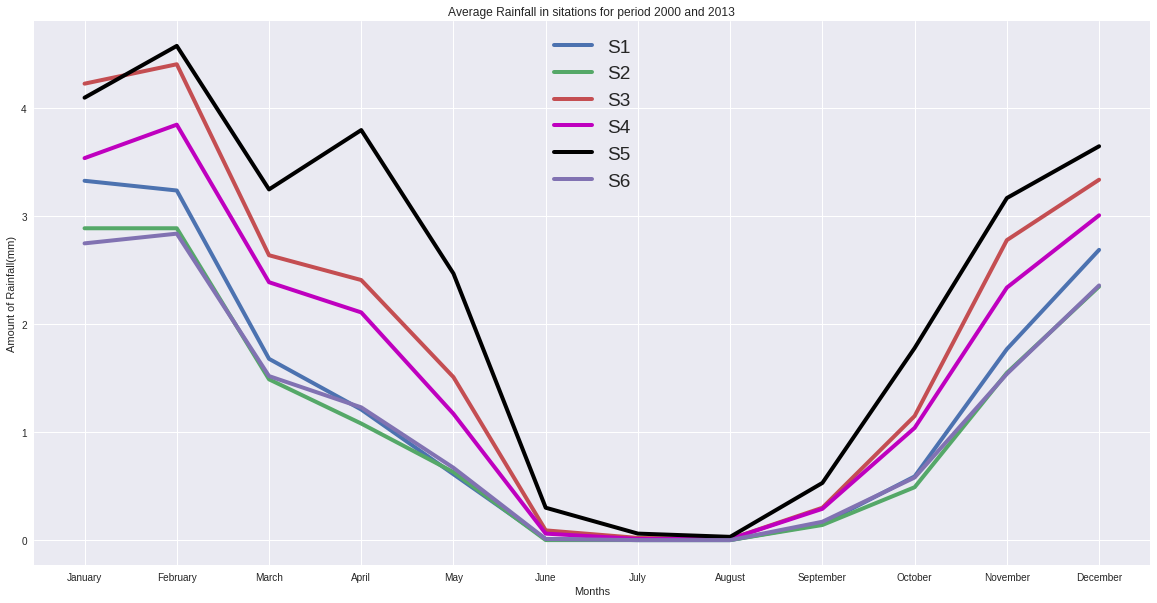 Average Rainfall in sitations for period 2000 and 2013
S1
S2
S3
S4
S5
S6
Amount of Rainfall(mm)
4
3
2
1
0
January February March April May June July August September October November December
Months